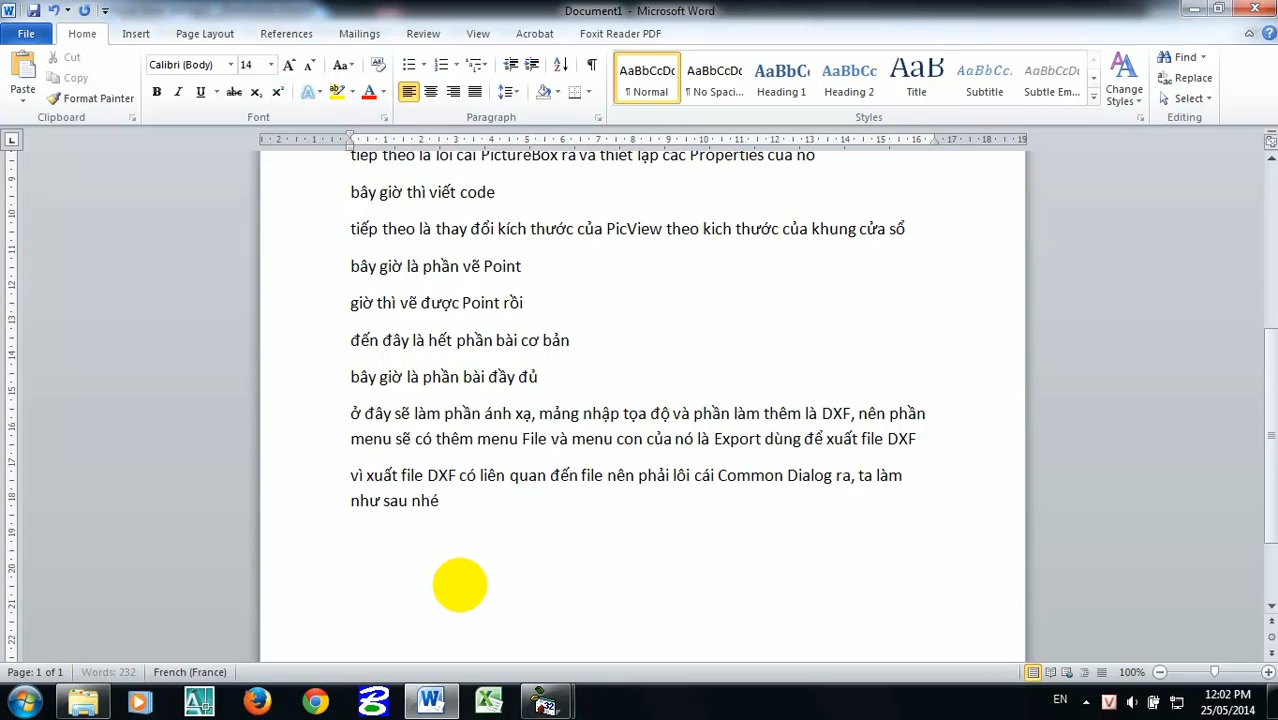 Document1 - Microsoft Word
File Home Insert Page Layout References Mailings Review View Acrobat Foxit Reader PDF
Paste
Cut
Copy
Format Painter
Clipboard
Calibri (Body) 14
Font
Paragraph
AaBbCcDc AaBbCcDc AaBbC AaBbCc AaB AaBbCc. AaBbCcDc
¶ Normal ¶ No Spaci... Heading 1 Heading 2 Title Subtitle Subtle Em...
Change Styles
Styles
Find
Replace
Select
Editing
tiếp theo là lôi cái PictureBox ra và thiết lập các Properties của nó
bây giờ thì viết code
tiếp theo là thay đổi kích thước của PicView theo kich thước của khung cửa sổ
bây giờ là phần vẽ Point
giờ thì vẽ được Point rồi
đến đây là hết phần bài cơ bản
bây giờ là phần bài đầy đủ
ở đây sẽ làm phần ánh xạ, mảng nhập tọa độ và phần làm thêm là DXF, nên phần
menu sẽ có thêm menu File và menu con của nó là Export dùng để xuất file DXF
vì xuất file DXF có liên quan đến file nên phải lôi cái Common Dialog ra, ta làm
như sau nhé
Page: 1 of 1 Words: 232 French (France) 100%
EN 12:02 PM
25/05/2014